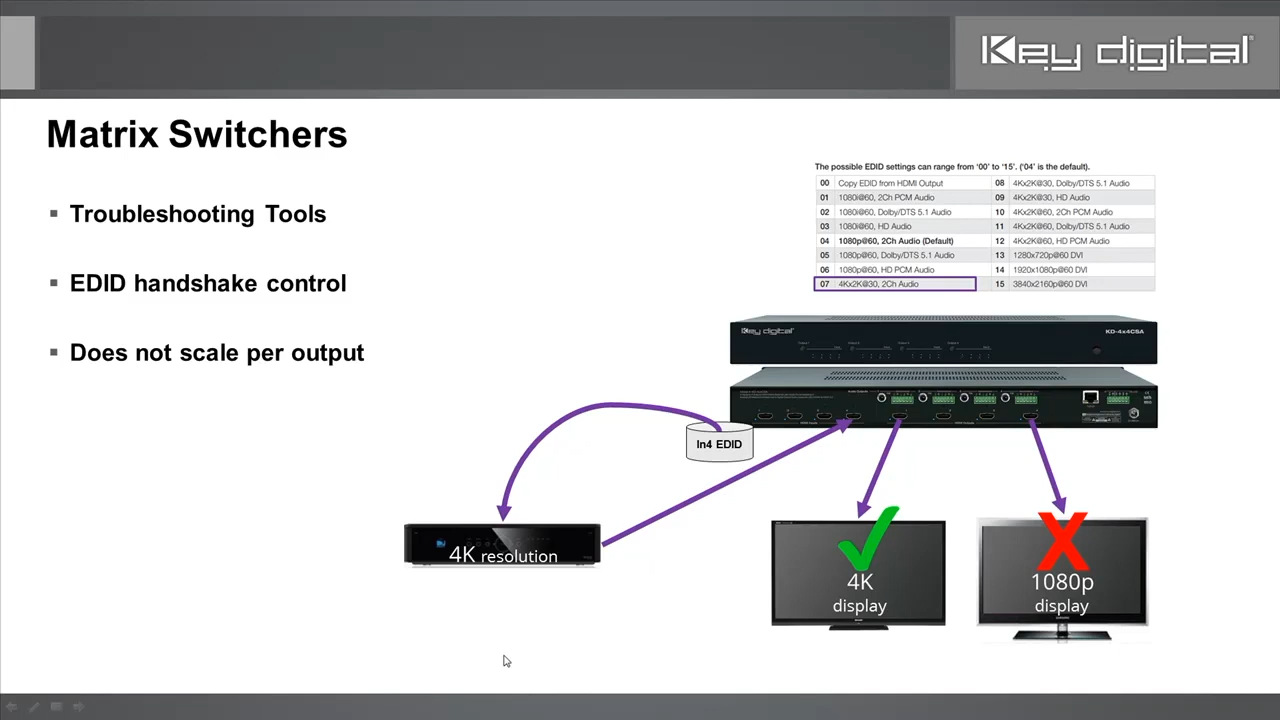 Key digital
Matrix Switchers
▪ Troubleshooting Tools
▪ EDID handshake control
▪ Does not scale per output
The possible EDID settings can range from '00' to '15'. ('04' is the default).
00 Copy EDID from HDMI Output 08 4Kx2K@30, Dolby/DTS 5.1 Audio
01 1080i@60, 2Ch PCM Audio 09 4Kx2K@30, HD Audio
02 1080i@60, Dolby/DTS 5.1 Audio 10 4Kx2K@60, 2Ch PCM Audio
03 1080i@60, HD Audio 11 4Kx2K@60, Dolby/DTS 5.1 Audio
04 1080p@60, 2Ch Audio (Default) 12 4Kx2K@60, HD PCM Audio
05 1080p@60, Dolby/DTS 5.1 Audio 13 1280x720p@60 DVI
06 1080p@60, HD PCM Audio 14 1920x1080p@60 DVI
07 4Kx2K@30, 2Ch Audio 15 3840x2160p@60 DVI
Key digital KD-4x4CSA
In4 EDID
4K resolution
4K
display
1080p
display